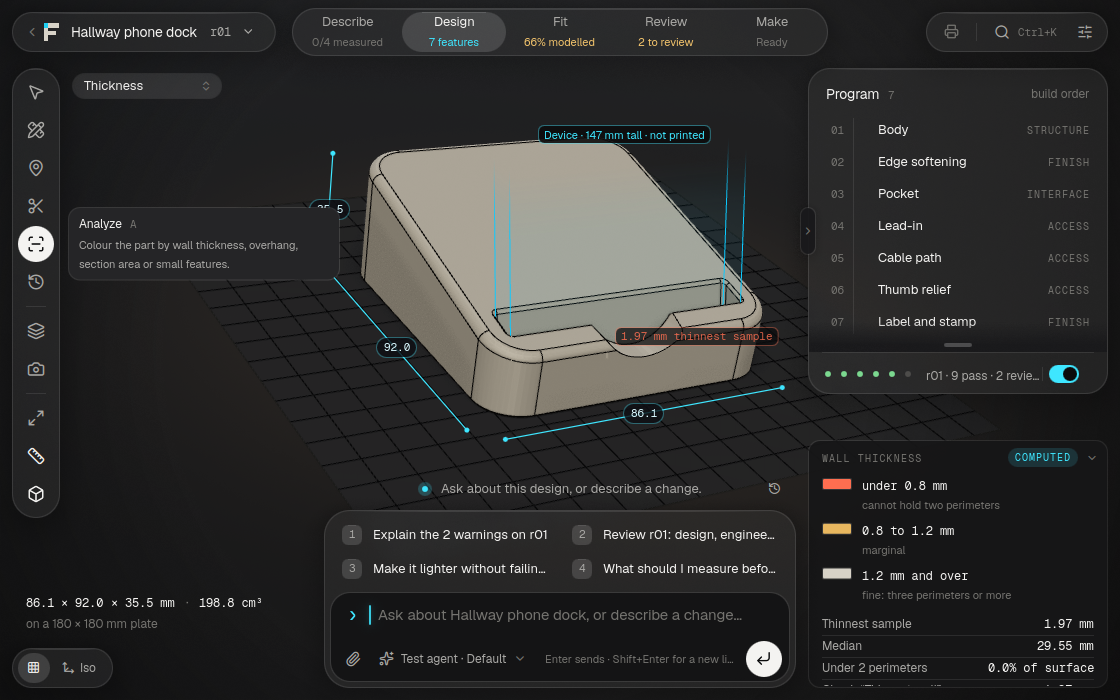 Hallway phone dock r01
Describe
0/4 measured
Design
7 features
Fit
66% modelled
Review
2 to review
Make
Ready
Ctrl+K
Thickness
Device · 147 mm tall · not printed
Analyze A
Colour the part by wall thickness, overhang,
section area or small features.
92.0
86.1
1.97 mm thinnest sample
Program 7 build order
01 Body STRUCTURE
02 Edge softening FINISH
03 Pocket INTERFACE
04 Lead-in ACCESS
05 Cable path ACCESS
06 Thumb relief ACCESS
07 Label and stamp FINISH
r01 · 9 pass · 2 revie…
WALL THICKNESS COMPUTED
under 0.8 mm
cannot hold two perimeters
0.8 to 1.2 mm
marginal
1.2 mm and over
fine: three perimeters or more
Thinnest sample 1.97 mm
Median 29.55 mm
Under 2 perimeters 0.0% of surface
Ask about this design, or describe a change.
1 Explain the 2 warnings on r01
2 Review r01: design, enginee…
3 Make it lighter without failin…
4 What should I measure befo…
Ask about Hallway phone dock, or describe a change…
Test agent · Default
Enter sends · Shift+Enter for a new li…
86.1 × 92.0 × 35.5 mm · 198.8 cm³
on a 180 × 180 mm plate
Iso